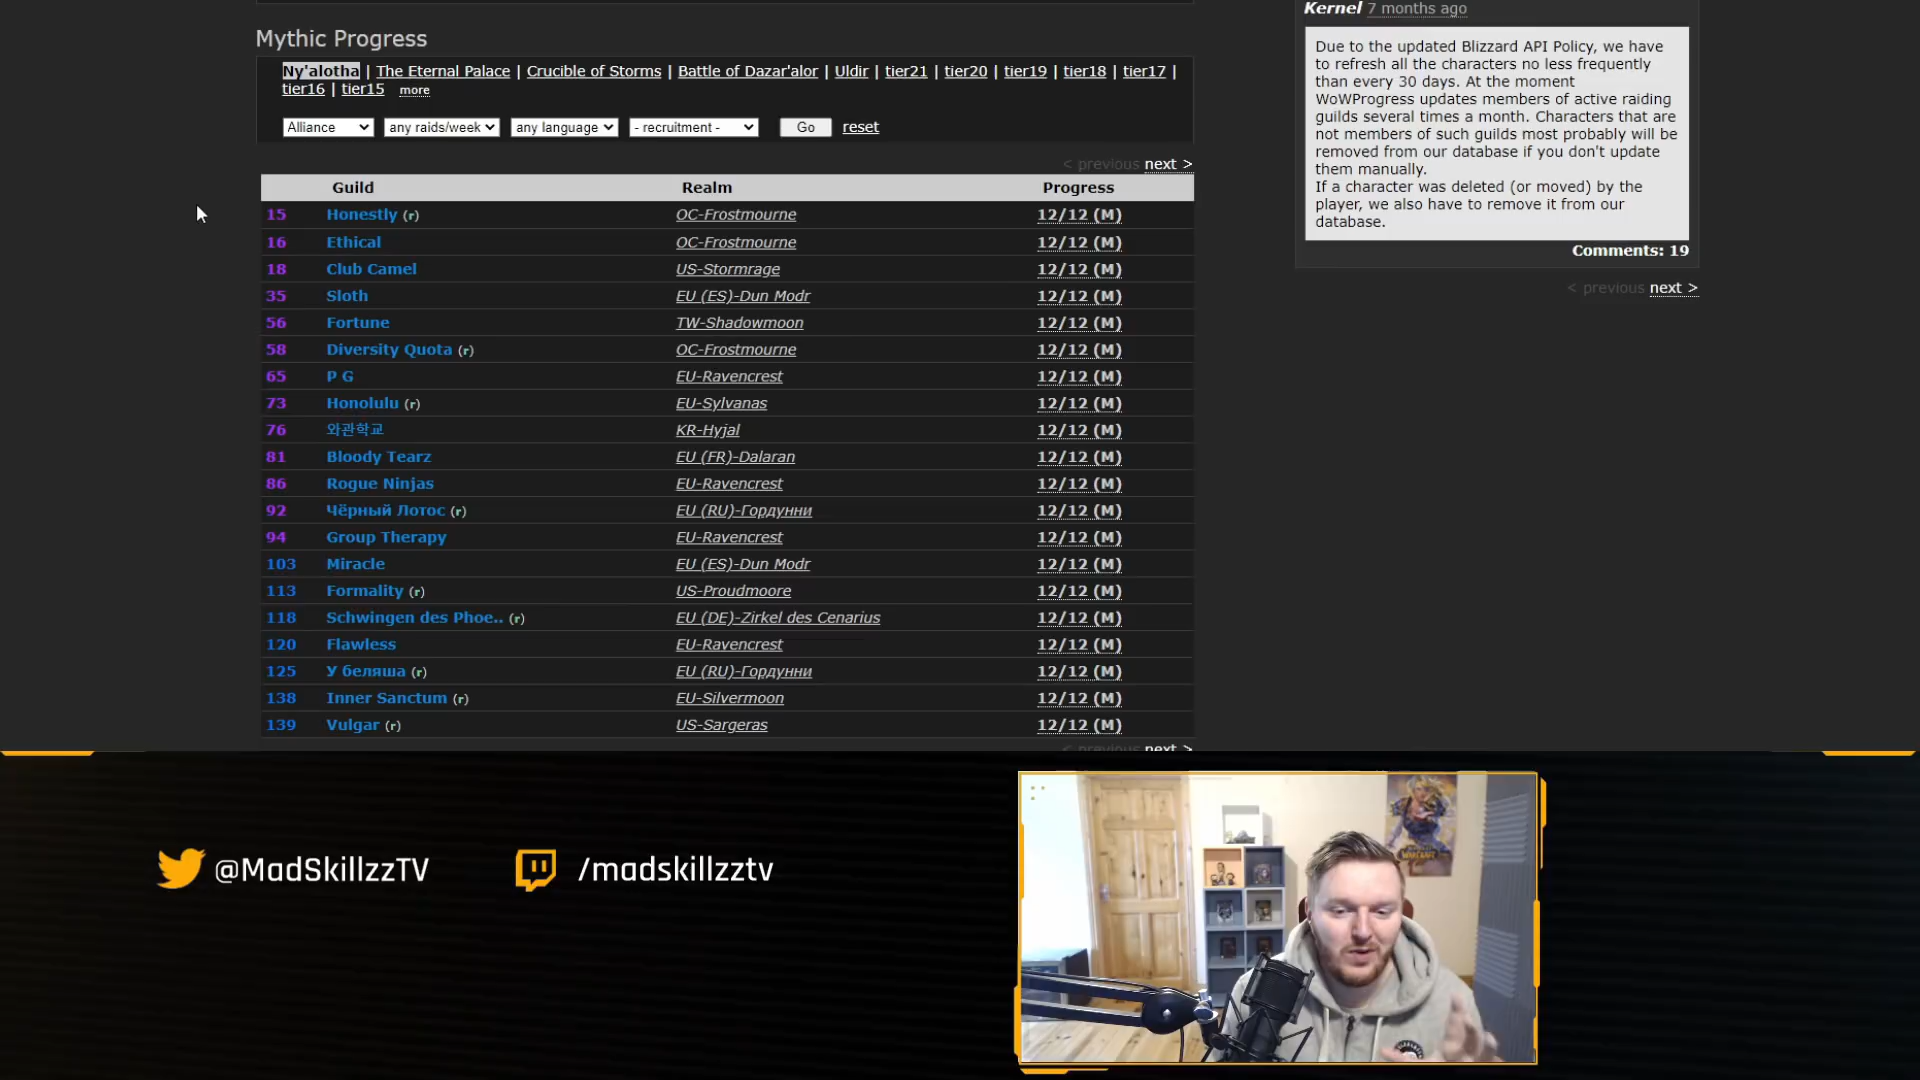 Mythic Progress
Ny'alotha | The Eternal Palace | Crucible of Storms | Battle of Dazar'alor | Uldir | tier21 | tier20 | tier19 | tier18 | tier17 |
tier16 | tier15 more
Alliance any raids/week any language - recruitment - Go reset
< previous next >
Guild Realm Progress
15 Honestly (r) OC-Frostmourne 12/12 (M)
16 Ethical OC-Frostmourne 12/12 (M)
18 Club Camel US-Stormrage 12/12 (M)
35 Sloth EU (ES)-Dun Modr 12/12 (M)
56 Fortune TW-Shadowmoon 12/12 (M)
58 Diversity Quota (r) OC-Frostmourne 12/12 (M)
65 P G EU-Ravencrest 12/12 (M)
73 Honolulu (r) EU-Sylvanas 12/12 (M)
76 와관학교 KR-Hyjal 12/12 (M)
81 Bloody Tearz EU (FR)-Dalaran 12/12 (M)
86 Rogue Ninjas EU-Ravencrest 12/12 (M)
92 Чёрный Лотос (r) EU (RU)-Гордунни 12/12 (M)
94 Group Therapy EU-Ravencrest 12/12 (M)
103 Miracle EU (ES)-Dun Modr 12/12 (M)
113 Formality (r) US-Proudmoore 12/12 (M)
118 Schwingen des Phoe.. (r) EU (DE)-Zirkel des Cenarius 12/12 (M)
120 Flawless EU-Ravencrest 12/12 (M)
125 У беляша (r) EU (RU)-Гордунни 12/12 (M)
138 Inner Sanctum (r) EU-Silvermoon 12/12 (M)
139 Vulgar (r) US-Sargeras 12/12 (M)
< previous next >
Kernel 7 months ago
Due to the updated Blizzard API Policy, we have
to refresh all the characters no less frequently
than every 30 days. At the moment
WoWProgress updates members of active raiding
guilds several times a month. Characters that are
not members of such guilds most probably will be
removed from our database if you don't update
them manually.
If a character was deleted (or moved) by the
player, we also have to remove it from our
database.
Comments: 19
< previous next >
@MadSkillzzTV
/madskillzztv